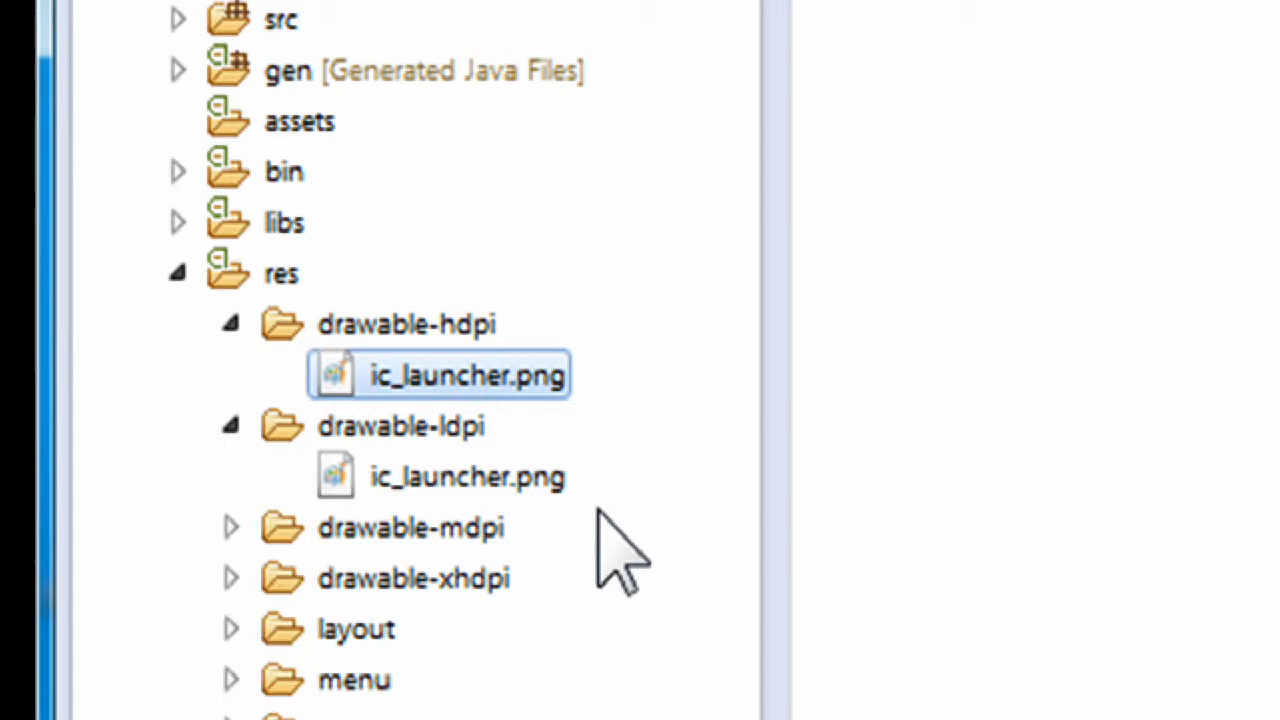 src
gen [Generated Java Files]
assets
bin
libs
res
drawable-hdpi
ic_launcher.png
drawable-ldpi
ic_launcher.png
drawable-mdpi
drawable-xhdpi
layout
menu